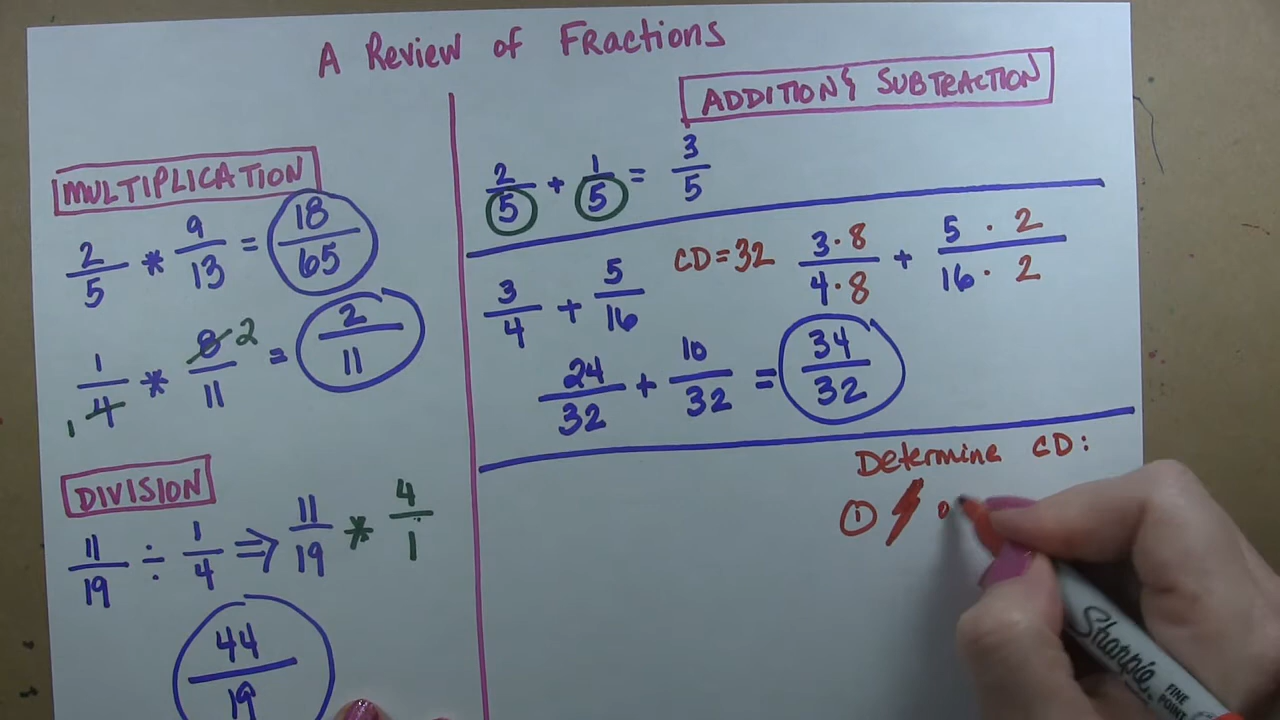 A Review of FRACTIONS
MULTIPLICATION
2/5 * 9/13 = 18/65
1/4 * 8/11 = 2/11
1 2
DIVISION
11/19 ÷ 1/4 ⇒ 11/19 * 4/1
44/19
ADDITION & SUBTRACTION
2/5 + 1/5 = 3/5
3/4 + 5/16 CD = 32 3·8/4·8 + 5·2/16·2
24/32 + 10/32 = 34/32
Determine CD:
①
Sharpie
FINE POINT